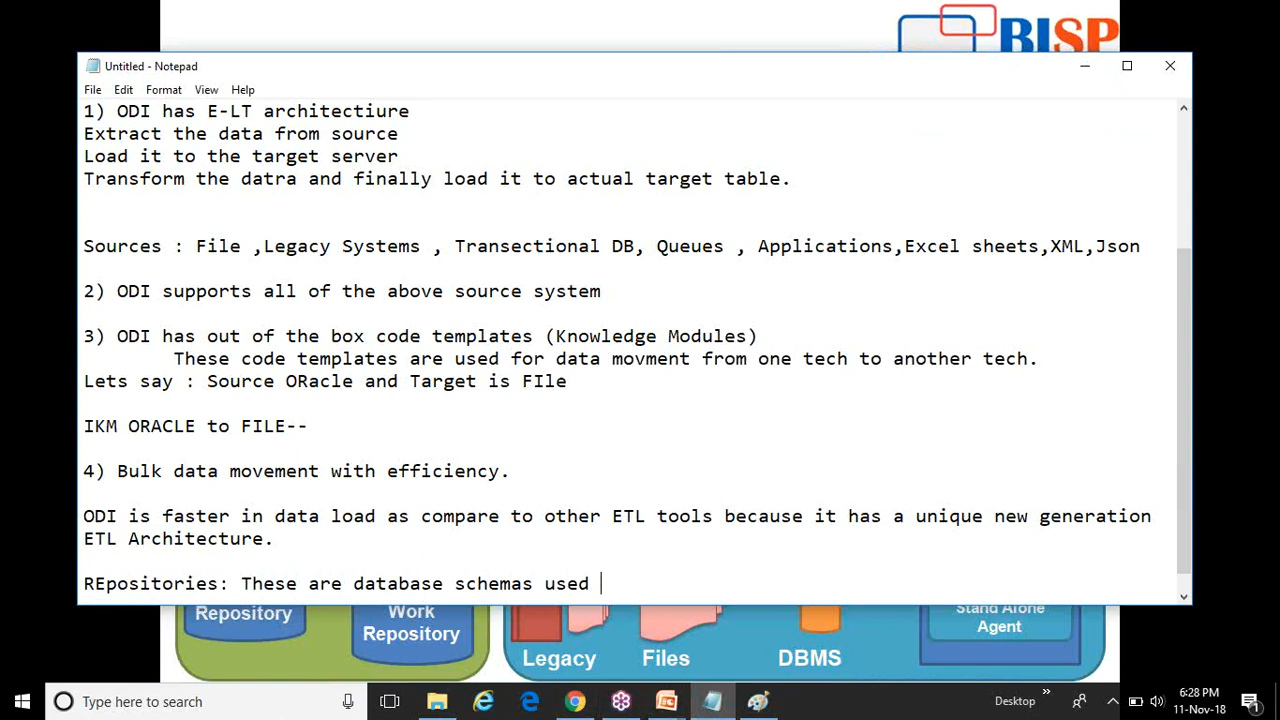 BISP
Untitled - Notepad
File Edit Format View Help
1) ODI has E-LT architectiure
Extract the data from source
Load it to the target server
Transform the datra and finally load it to actual target table.
Sources : File ,Legacy Systems , Transectional DB, Queues , Applications,Excel sheets,XML,Json
2) ODI supports all of the above source system
3) ODI has out of the box code templates (Knowledge Modules)
These code templates are used for data movment from one tech to another tech.
Lets say : Source ORacle and Target is FIle
IKM ORACLE to FILE--
4) Bulk data movement with efficiency.
ODI is faster in data load as compare to other ETL tools because it has a unique new generation
ETL Architecture.
REpositories: These are database schemas used
Repository
Work
Repository
Legacy
Files
DBMS
Stand Alone
Agent
Type here to search
Desktop
6:28 PM
11-Nov-18
1